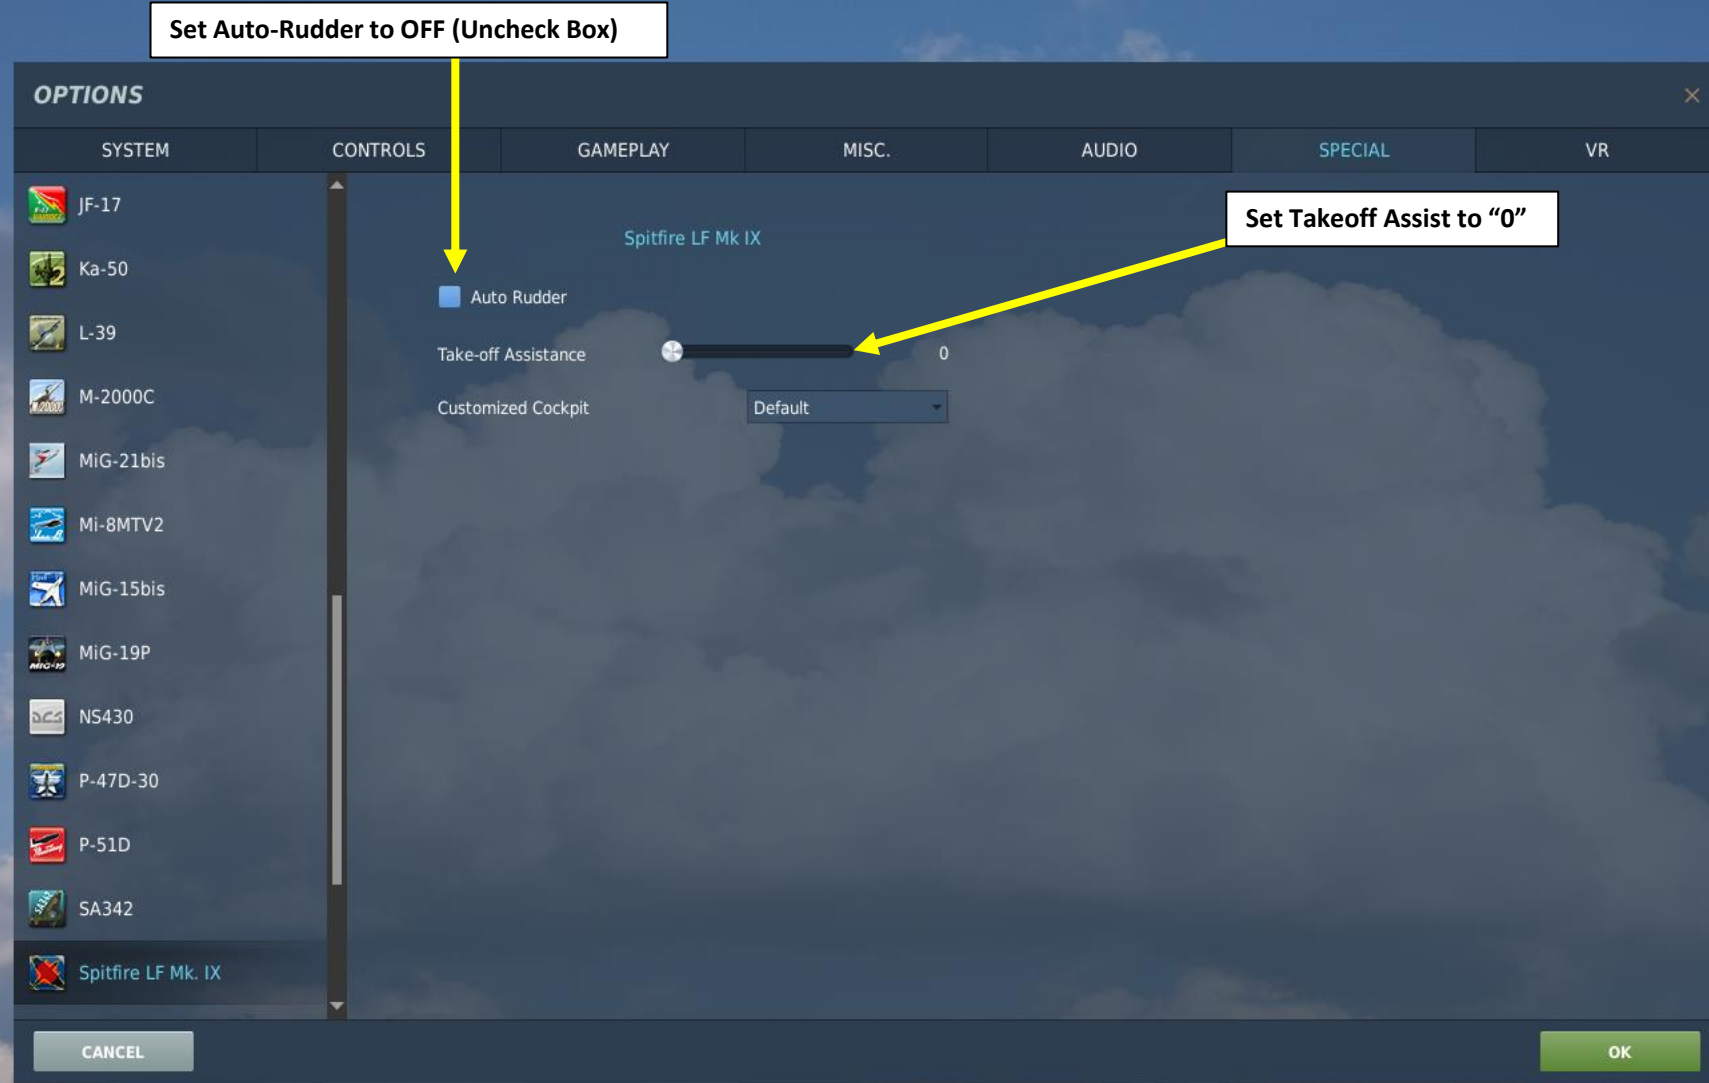 Set Auto-Rudder to OFF (Uncheck Box)
OPTIONS
SYSTEM
CONTROLS
GAMEPLAY
MISC.
AUDIO
SPECIAL
VR
JF-17
Ka-50
L-39
M-2000C
MiG-21bis
Mi-8MTV2
MiG-15bis
MiG-19P
NS430
P-47D-30
P-51D
SA342
Spitfire LF Mk. IX
Set Takeoff Assist to “0”
Spitfire LF Mk IX
Auto Rudder
Take-off Assistance
0
Customized Cockpit
Default
CANCEL
OK